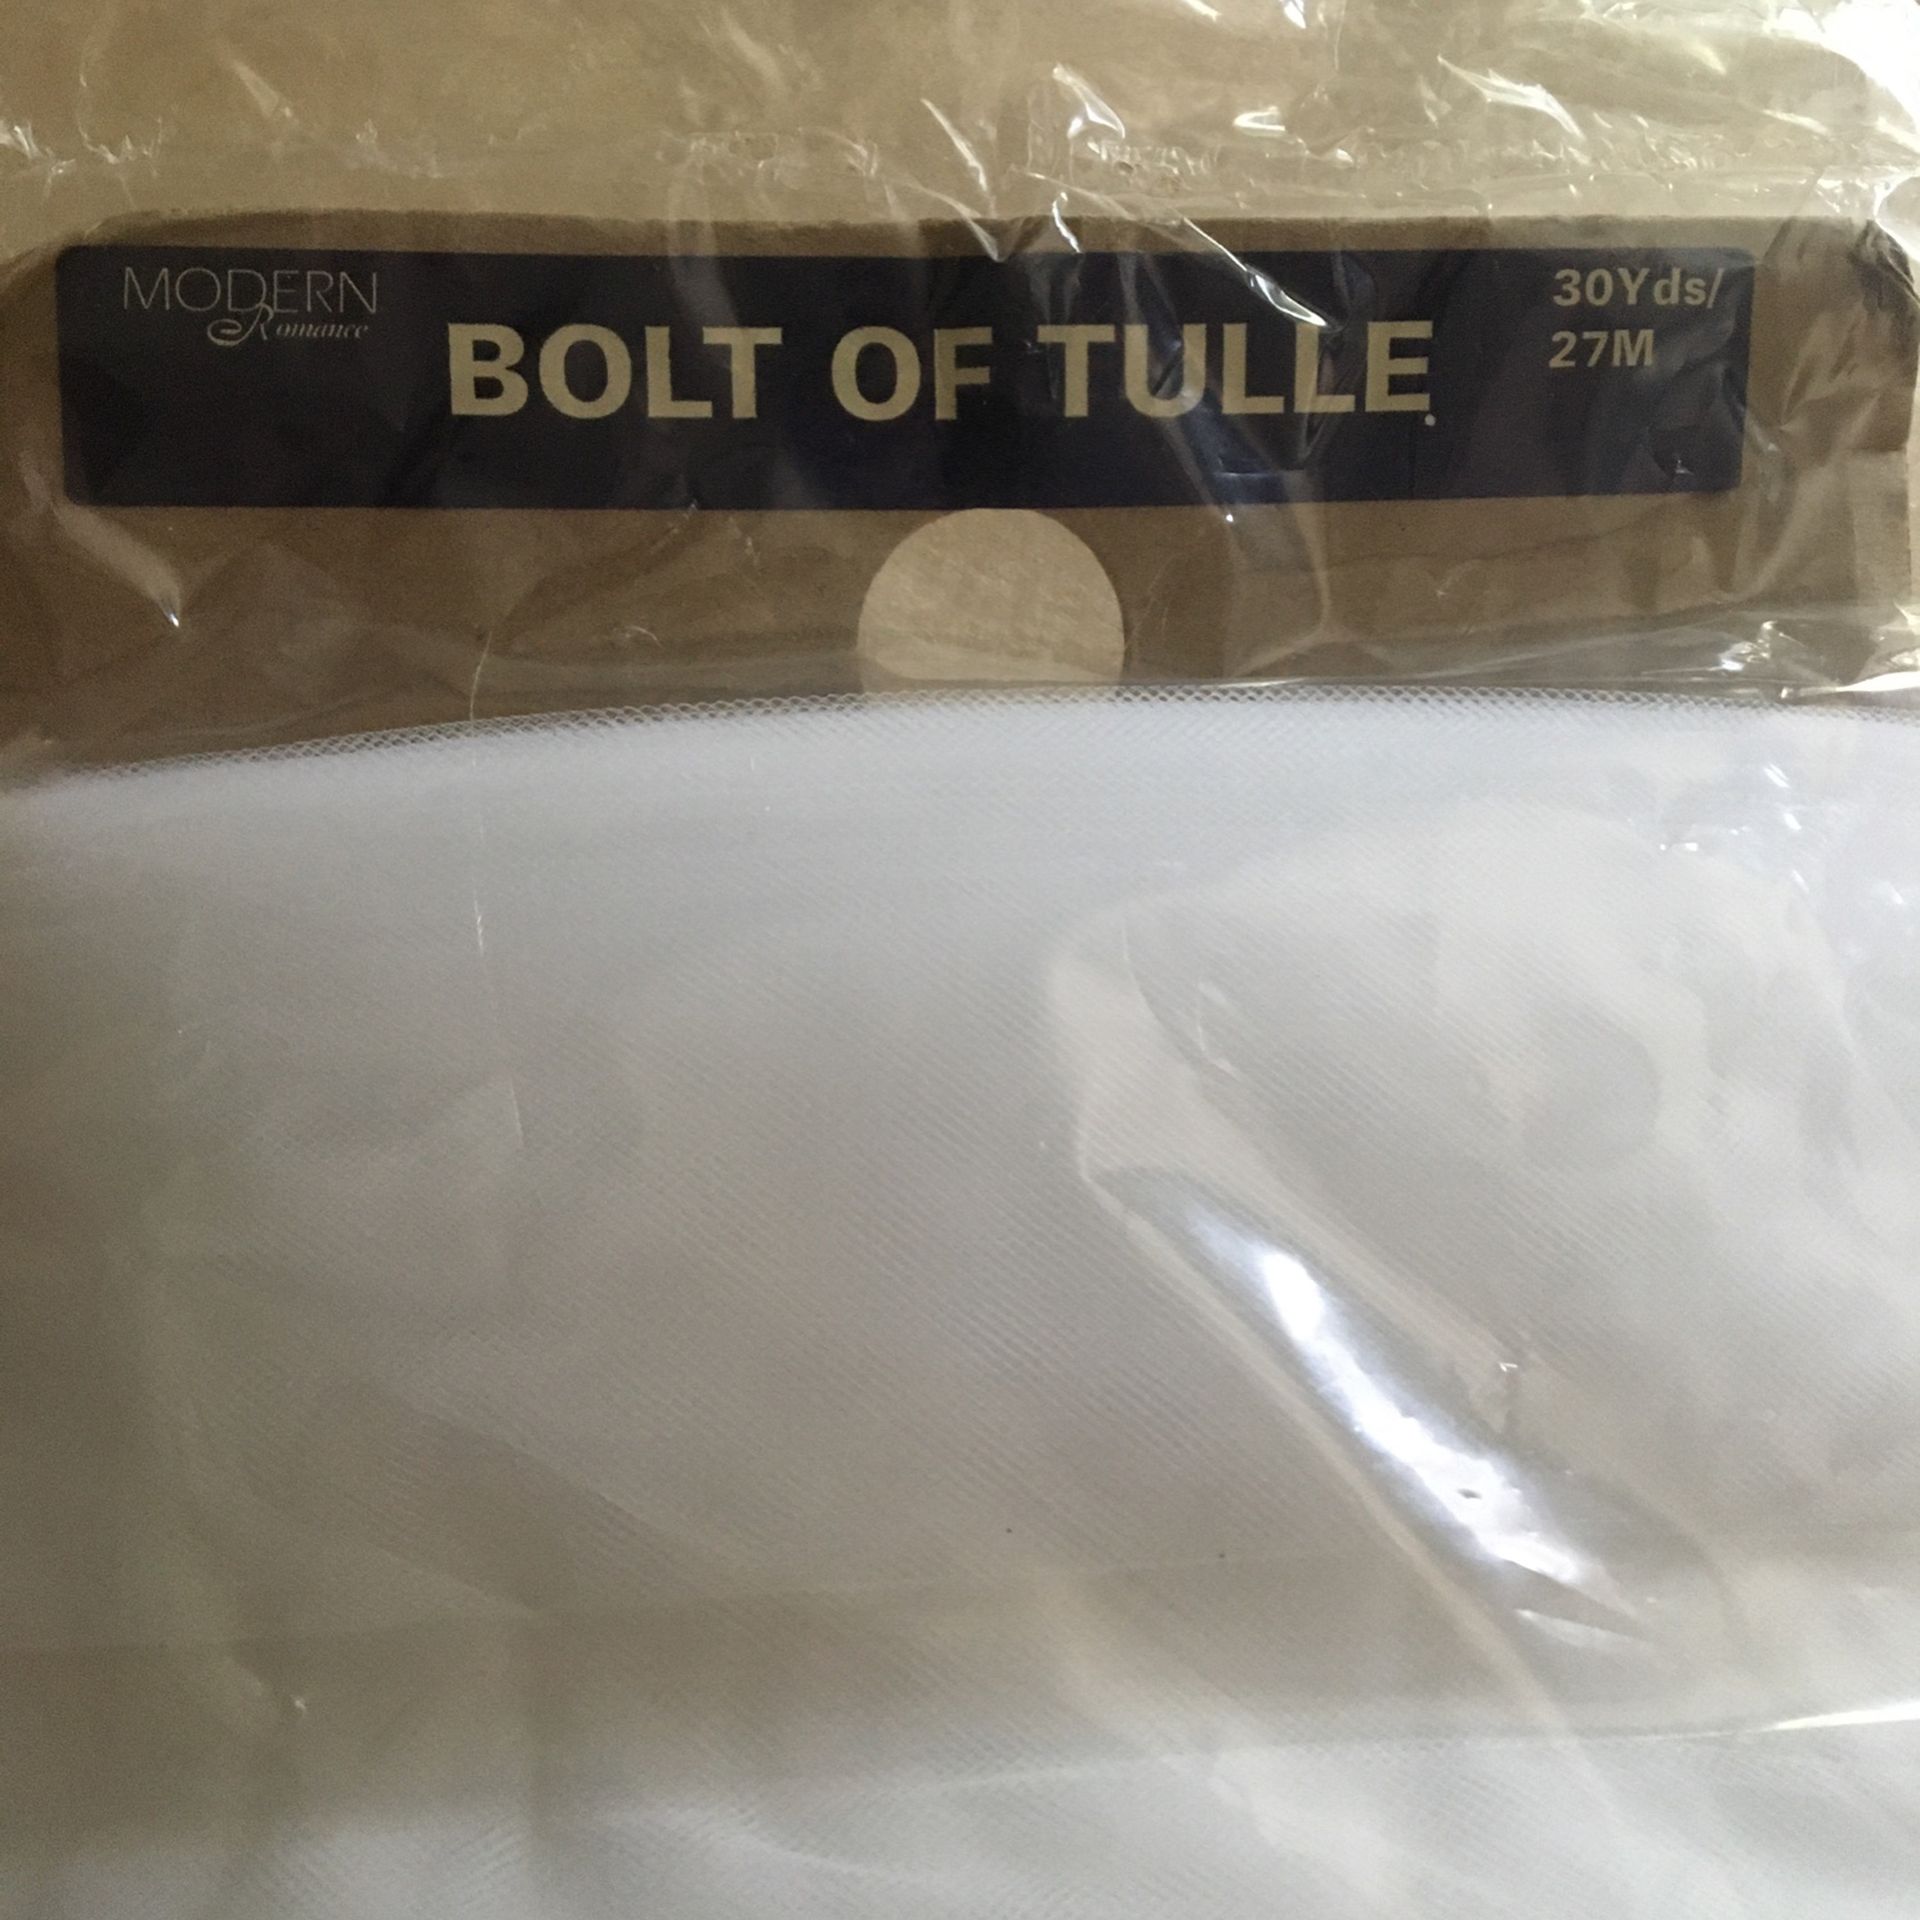 MODERN
Romance
BOLT OF TULLE
30Yds/
27M